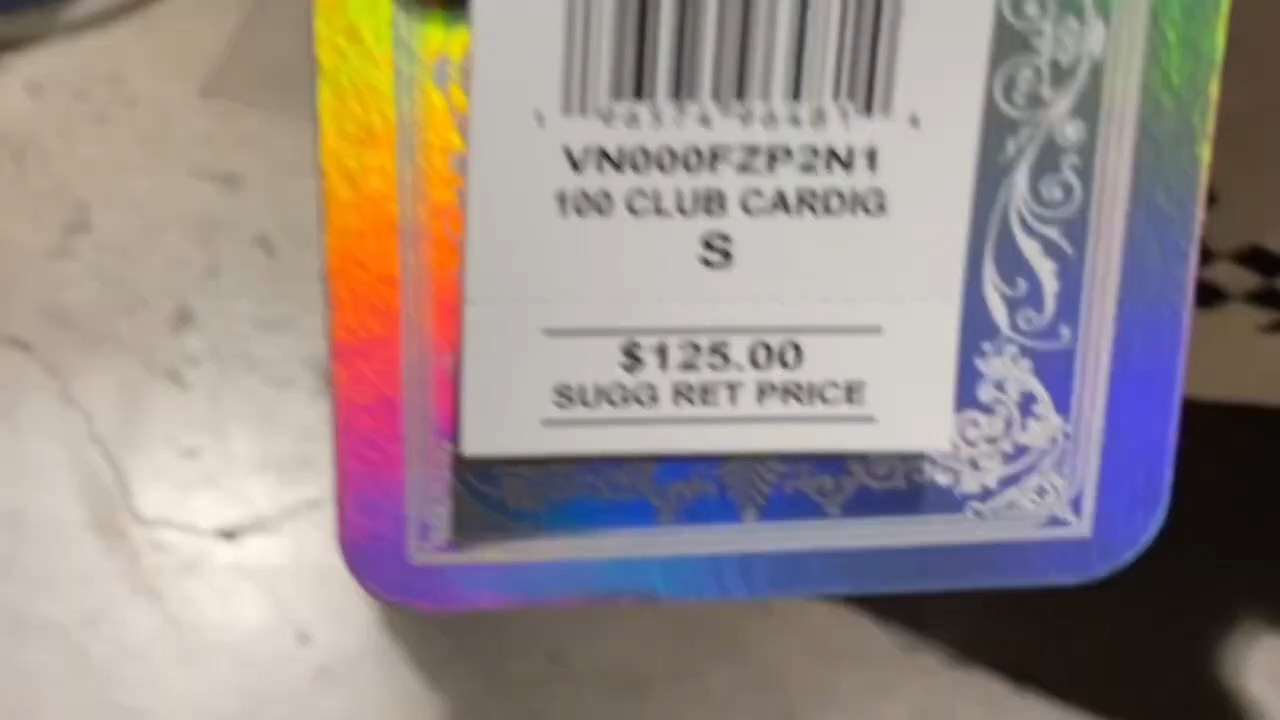 VN000FZP2N1
100 CLUB CARDIG
S
$125.00
SUGG RET PRICE